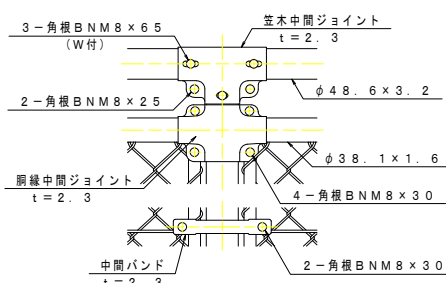 3－角根BNM8×65
(W付)
笠木中間ジョイント
t＝2．3
2－角根BNM8×25
φ48．6×3．2
φ38．1×1．6
胴縁中間ジョイント
t＝2．3
4－角根BNM8×30
中間バンド
t＝2．3
2－角根BNM8×30